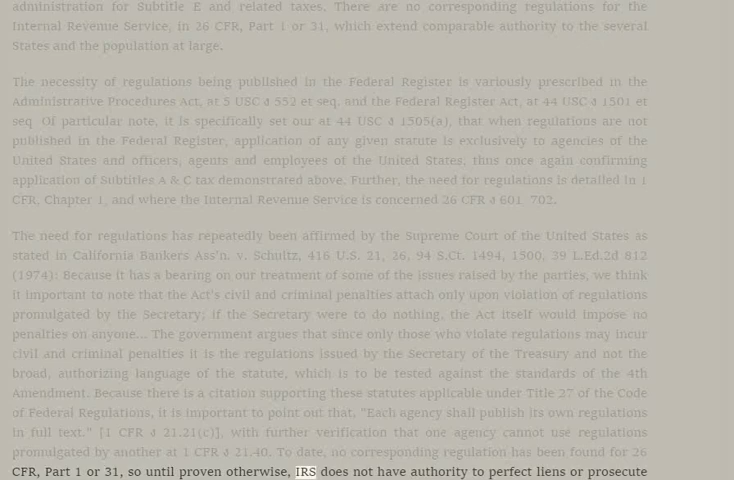 administration for Subtitle E and related taxes. There are no corresponding regulations for the
Internal Revenue Service, in 26 CFR, Part 1 or 31, which extend comparable authority to the several
States and the population at large.
The necessity of regulations being published in the Federal Register is variously prescribed in the
Administrative Procedures Act, at 5 USC ∂ 552 et seq. and the Federal Register Act, at 44 USC ∂ 1501 et
seq Of particular note, it is specifically set our at 44 USC ∂ 1505(a), that when regulations are not
published in the Federal Register, application of any given statute is exclusively to agencies of the
United States and officers, agents and employees of the United States, thus once again confirming
application of Subtitles A & C tax demonstrated above. Further, the need for regulations is detailed in 1
CFR, Chapter 1, and where the Internal Revenue Service is concerned 26 CFR ∂ 601 702.
The need for regulations has repeatedly been affirmed by the Supreme Court of the United States as
stated in California Bankers Ass'n. v. Schultz, 416 U.S. 21, 26, 94 S.Ct. 1494, 1500, 39 L.Ed.2d 812
(1974): Because it has a bearing on our treatment of some of the issues raised by the parties, we think
it important to note that the Act's civil and criminal penalties attach only upon violation of regulations
promulgated by the Secretary; if the Secretary were to do nothing, the Act itself would impose no
penalties on anyone... The government argues that since only those who violate regulations may incur
civil and criminal penalties it is the regulations issued by the Secretary of the Treasury and not the
broad, authorizing language of the statute, which is to be tested against the standards of the 4th
Amendment. Because there is a citation supporting these statutes applicable under Title 27 of the Code
of Federal Regulations, it is important to point out that, "Each agency shall publish its own regulations
in full text." [1 CFR ∂ 21.21(c)], with further verification that one agency cannot use regulations
promulgated by another at 1 CFR ∂ 21.40. To date, no corresponding regulation has been found for 26
CFR, Part 1 or 31, so until proven otherwise, IRS does not have authority to perfect liens or prosecute